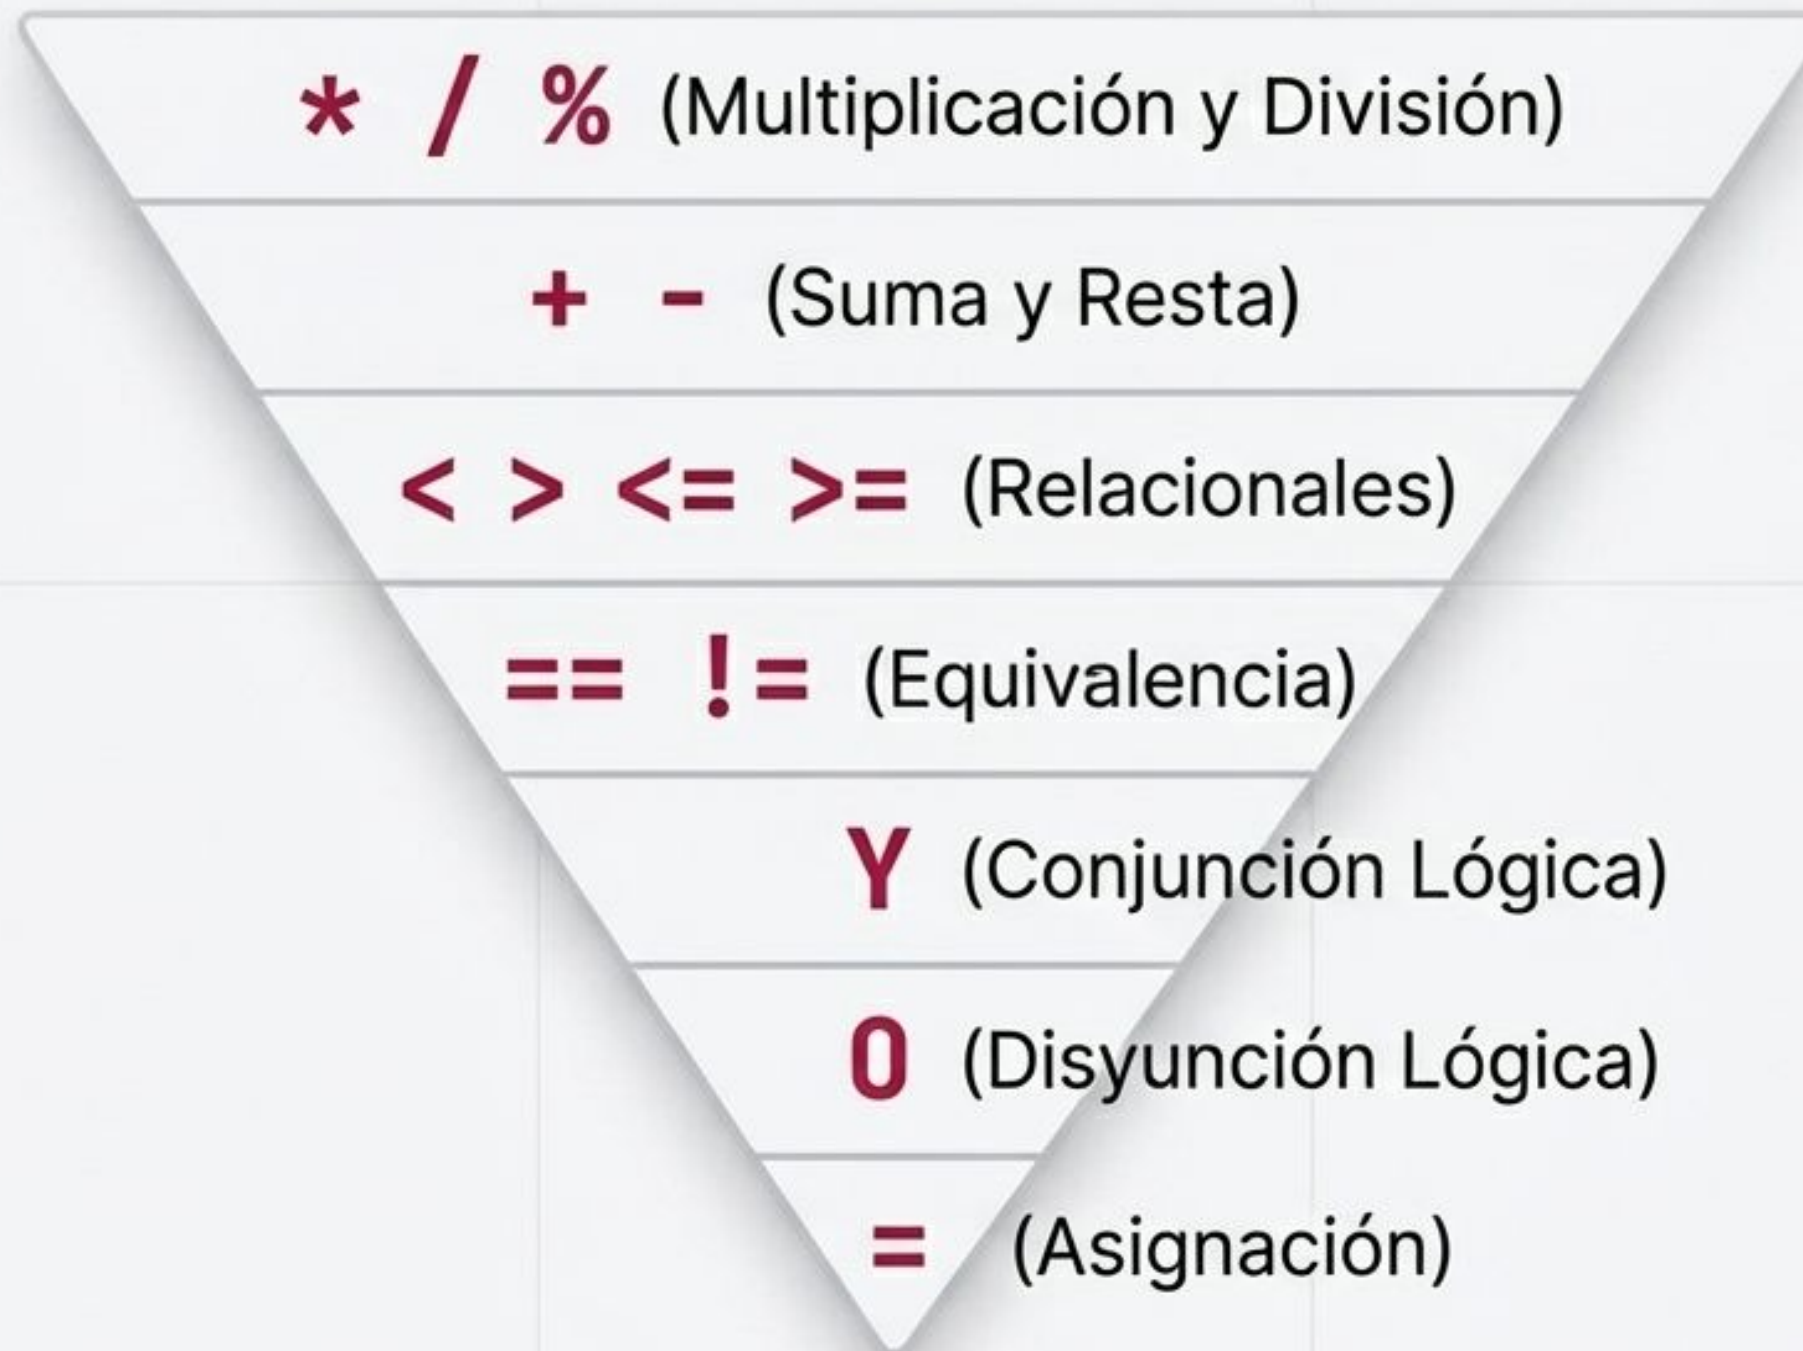 * / % (Multiplicación y División)
+ - (Suma y Resta)
< > <= >= (Relacionales)
== != (Equivalencia)
Y (Conjunción Lógica)
O (Disyunción Lógica)
= (Asignación)